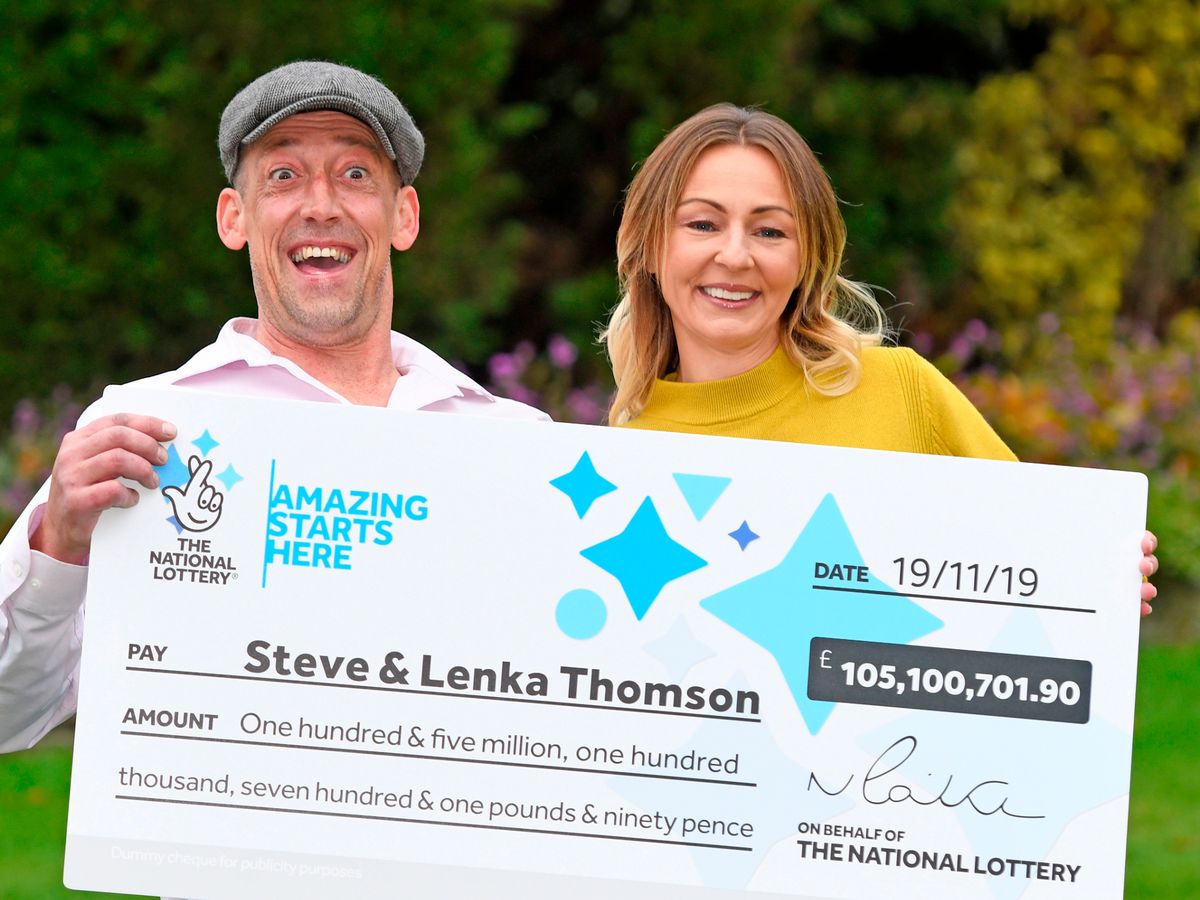 THE
NATIONAL
LOTTERY®
AMAZING
STARTS
HERE
DATE 19/11/19
£ 105,100,701.90
PAY Steve & Lenka Thomson
AMOUNT One hundred & five million, one hundred
thousand, seven hundred & one pounds & ninety pence
ON BEHALF OF
THE NATIONAL LOTTERY
Dummy cheque for publicity purposes